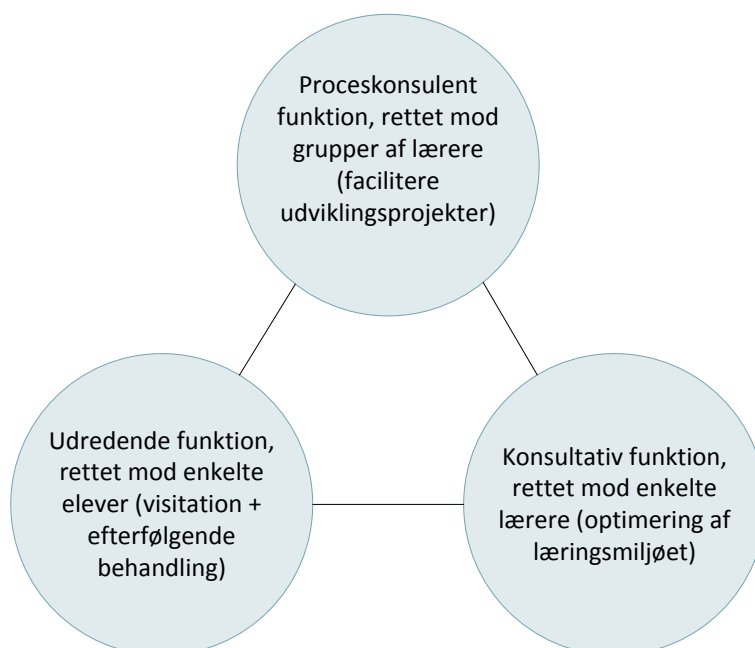 Proceskonsulent
funktion, rettet mod
grupper af lærere
(facilitere
udviklingsprojekter)
Udredende funktion,
rettet mod enkelte
elever (visitation +
efterfølgende
behandling)
Konsultativ funktion,
rettet mod enkelte
lærere (optimering af
læringsmiljøet)